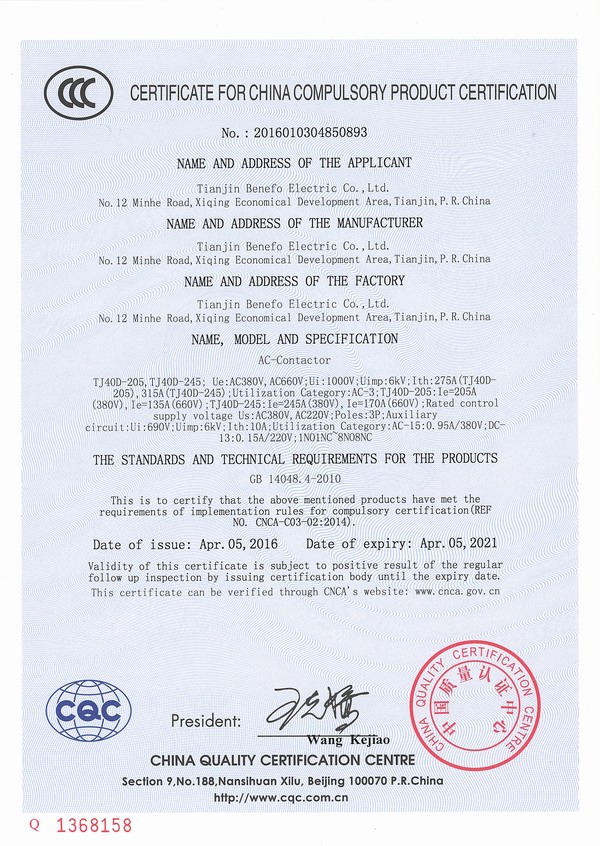 CERTIFICATE FOR CHINA COMPULSORY PRODUCT CERTIFICATION
No.: 2016010304850893
NAME AND ADDRESS OF THE APPLICANT
Tianjin Benefo Electric Co.,Ltd.
No.12 Minhe Road,Xiqing Economical Development Area,Tianjin,P.R.China
NAME AND ADDRESS OF THE MANUFACTURER
Tianjin Benefo Electric Co.,Ltd.
No.12 Minhe Road,Xiqing Economical Development Area,Tianjin,P.R.China
NAME AND ADDRESS OF THE FACTORY
Tianjin Benefo Electric Co.,Ltd.
No.12 Minhe Road,Xiqing Economical Development Area,Tianjin,P.R.China
NAME, MODEL AND SPECIFICATION
AC-Contactor
TJ40D-205,TJ40D-245; Ue:AC380V,AC660V;Ui:1000V;Uimp:6kV;Ith:275A(TJ40D-
205),315A(TJ40D-245);Utilization Category:AC-3;TJ40D-205:Ie=205A
(380V),Ie=135A(660V);TJ40D-245:Ie=245A(380V),Ie=170A(660V);Rated control
supply voltage Us:AC380V,AC220V;Poles:3P;Auxiliary
circuit:Ui:690V;Uimp:6kV;Ith:10A;Utilization Category:AC-15:0.95A/380V;DC-
13:0.15A/220V;1NO1NC~8NO8NC
THE STANDARDS AND TECHNICAL REQUIREMENTS FOR THE PRODUCTS
GB 14048.4-2010
This is to certify that the above mentioned products have met the
requirements of implementation rules for compulsory certification(REF
NO. CNCA-C03-02:2014).
Date of issue: Apr.05,2016 Date of expiry: Apr.05,2021
Validity of this certificate is subject to positive result of the regular
follow up inspection by issuing certification body until the expiry date.
This certificate can be verified through CNCA's website: www.cnca.gov.cn
CQC
President:
Wang Kejiao
CHINA QUALITY CERTIFICATION CENTRE
中国质量认证中心
CHINA QUALITY CERTIFICATION CENTRE
Section 9,No.188,Nansihuan Xilu, Beijing 100070 P.R.China
http://www.cqc.com.cn
Q 1368158